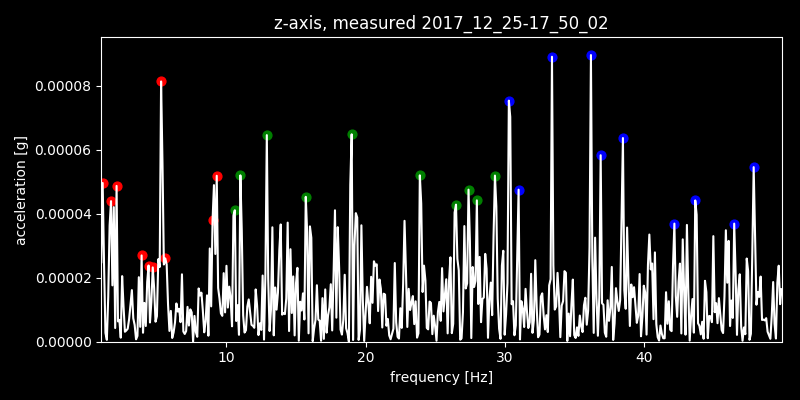 z-axis, measured 2017_12_25-17_50_02
acceleration [g]
0.00008
0.00006
0.00004
0.00002
0.00000
10 20 30 40
frequency [Hz]